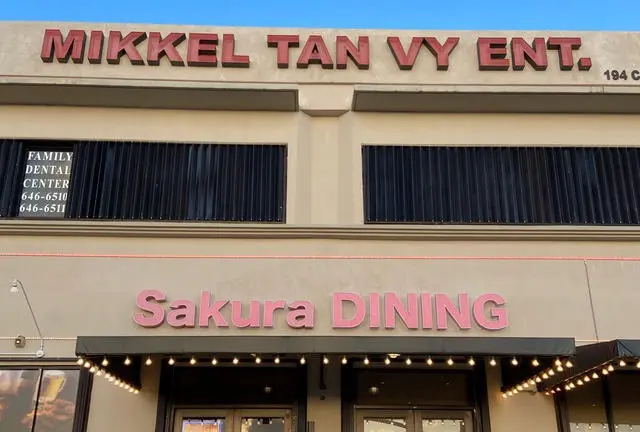 MIKKEL TAN VY ENT.
194 C
FAMILY
DENTAL
CENTER
646-6510
646-6511
Sakura DINING